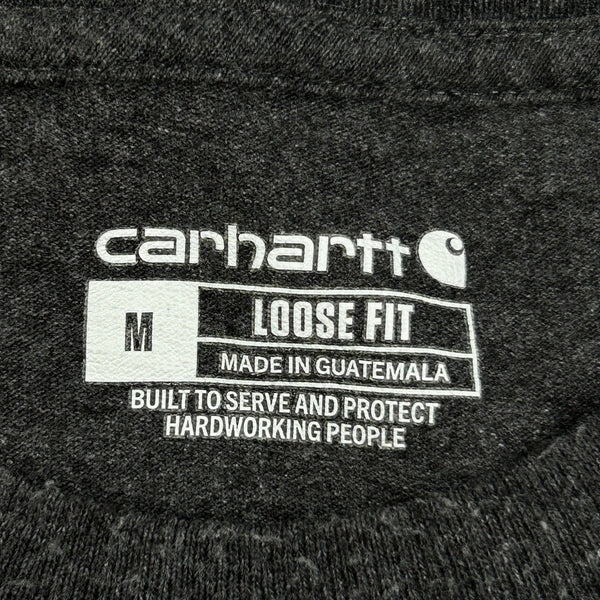 carhartt
M
LOOSE FIT
MADE IN GUATEMALA
BUILT TO SERVE AND PROTECT
HARDWORKING PEOPLE